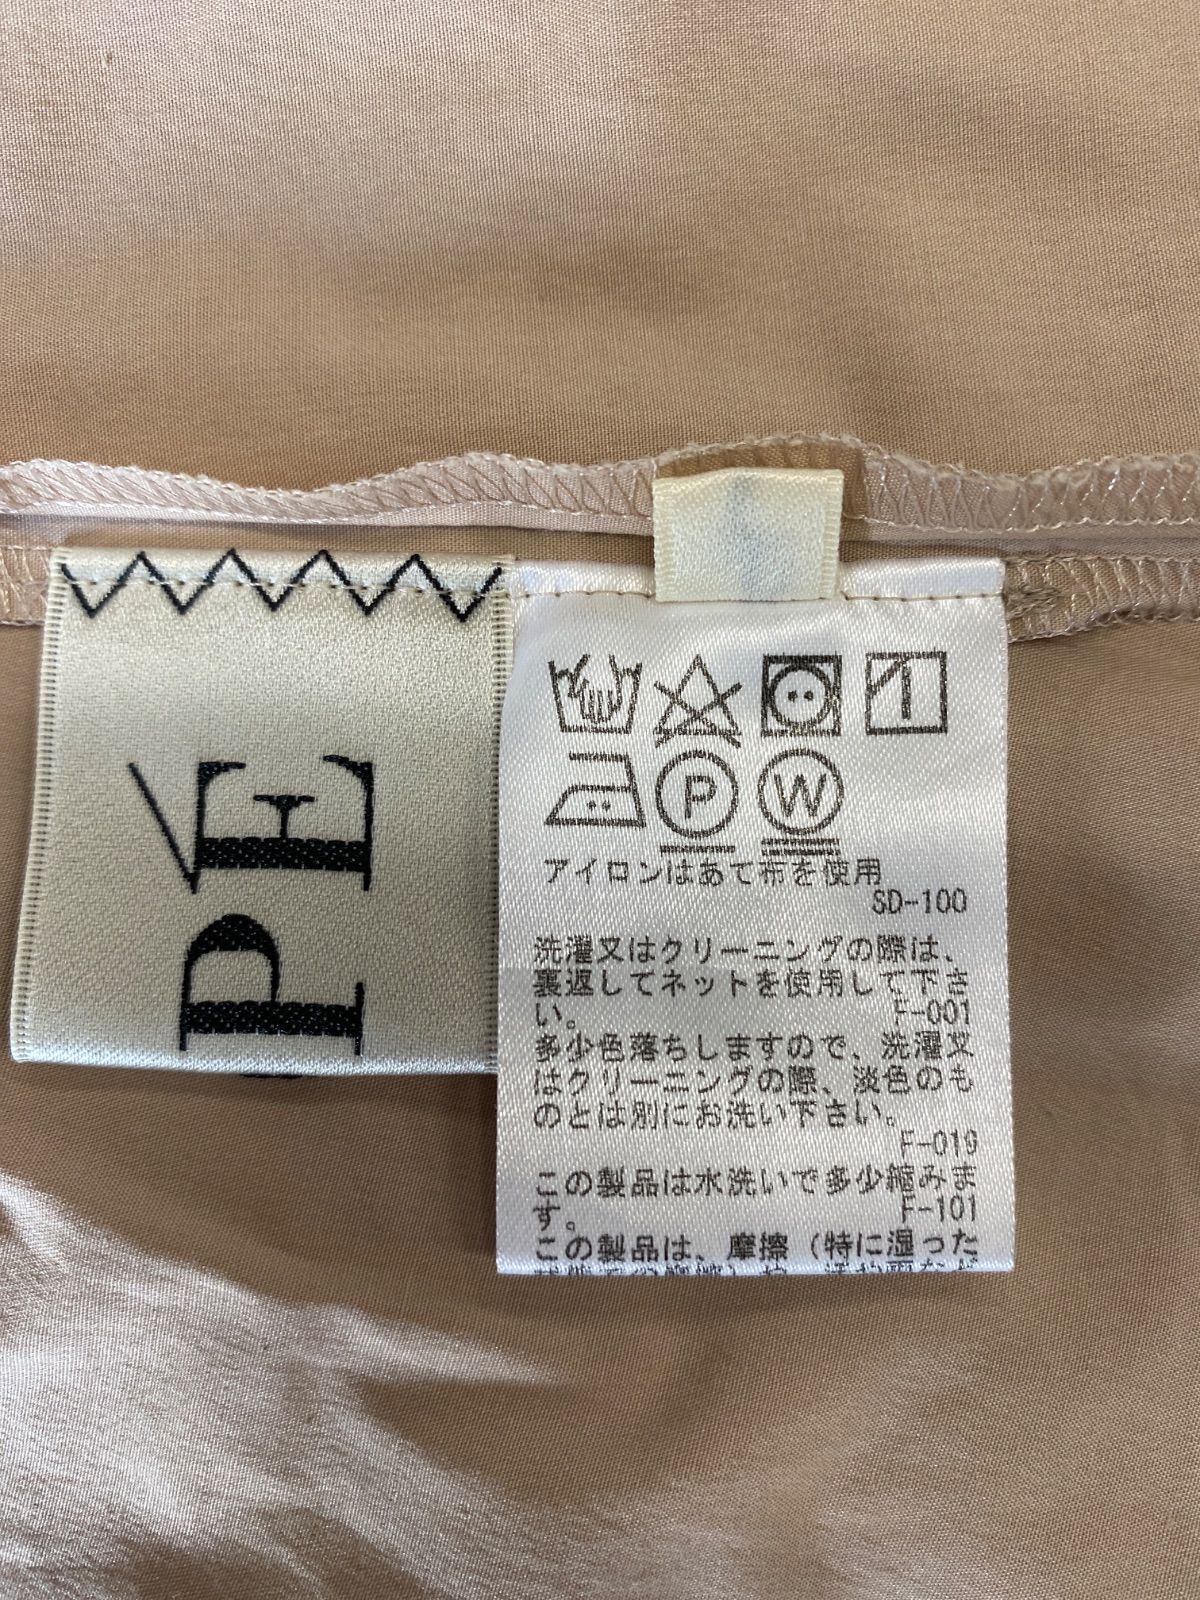 PÉ
P
W
アイロンはあて布を使用
SD-100
洗濯又はクリーニングの際は、
裏返してネットを使用して下さ
い。 F-001
多少色落ちしますので、洗濯又
はクリーニングの際、淡色のも
のとは別にお洗い下さい。
F-019
この製品は水洗いで多少縮みま
す。 F-101
この製品は、摩擦(特に湿った